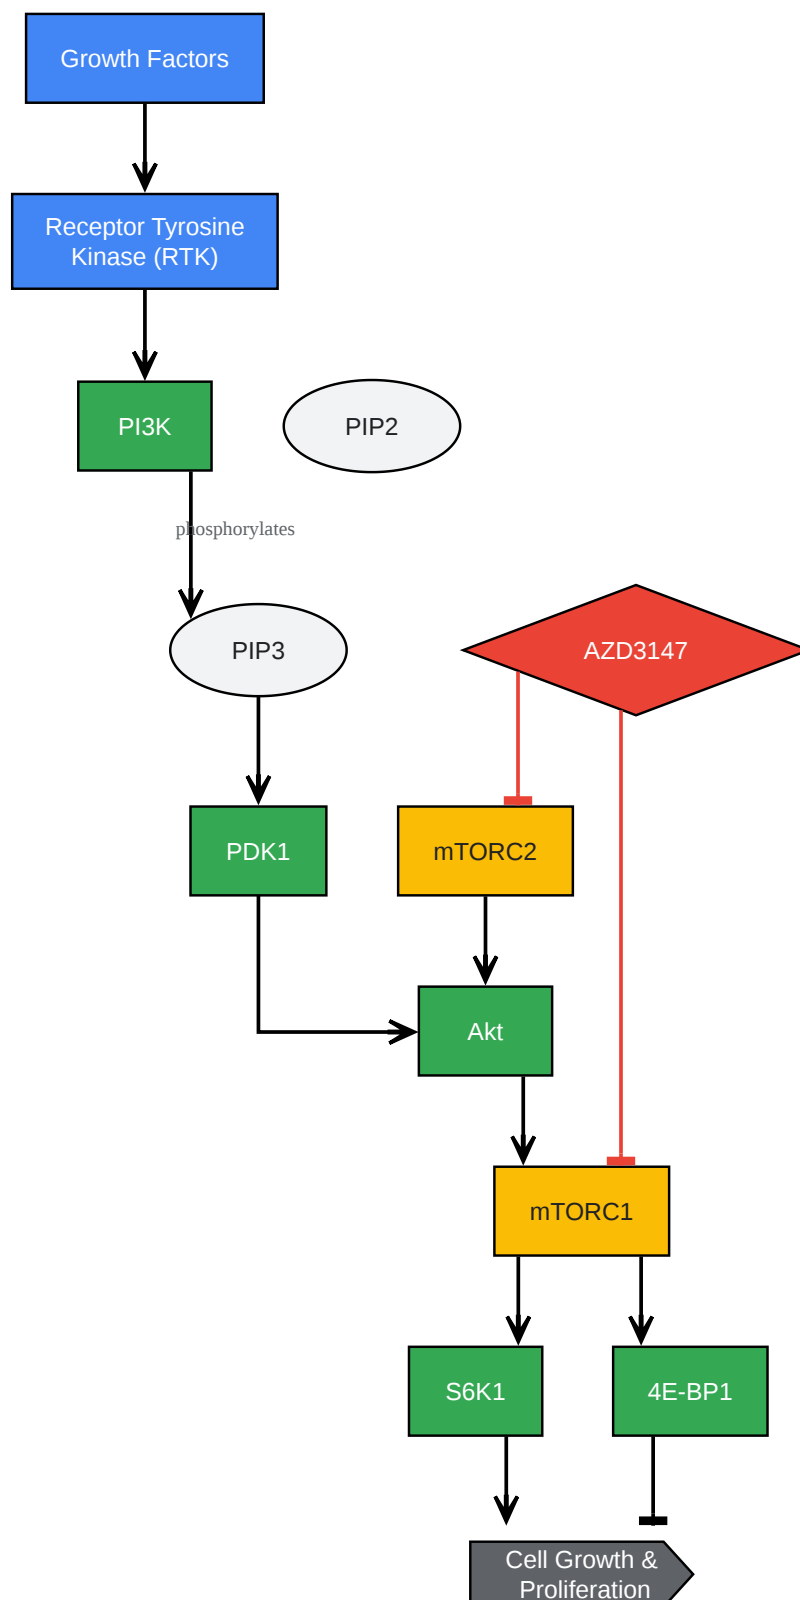 Growth Factors
Receptor Tyrosine
Kinase (RTK)
PI3K
PIP2
phosphorylates
PIP3
AZD3147
PDK1
mTORC2
Akt
mTORC1
S6K1
4E-BP1
Cell Growth &
Proliferation